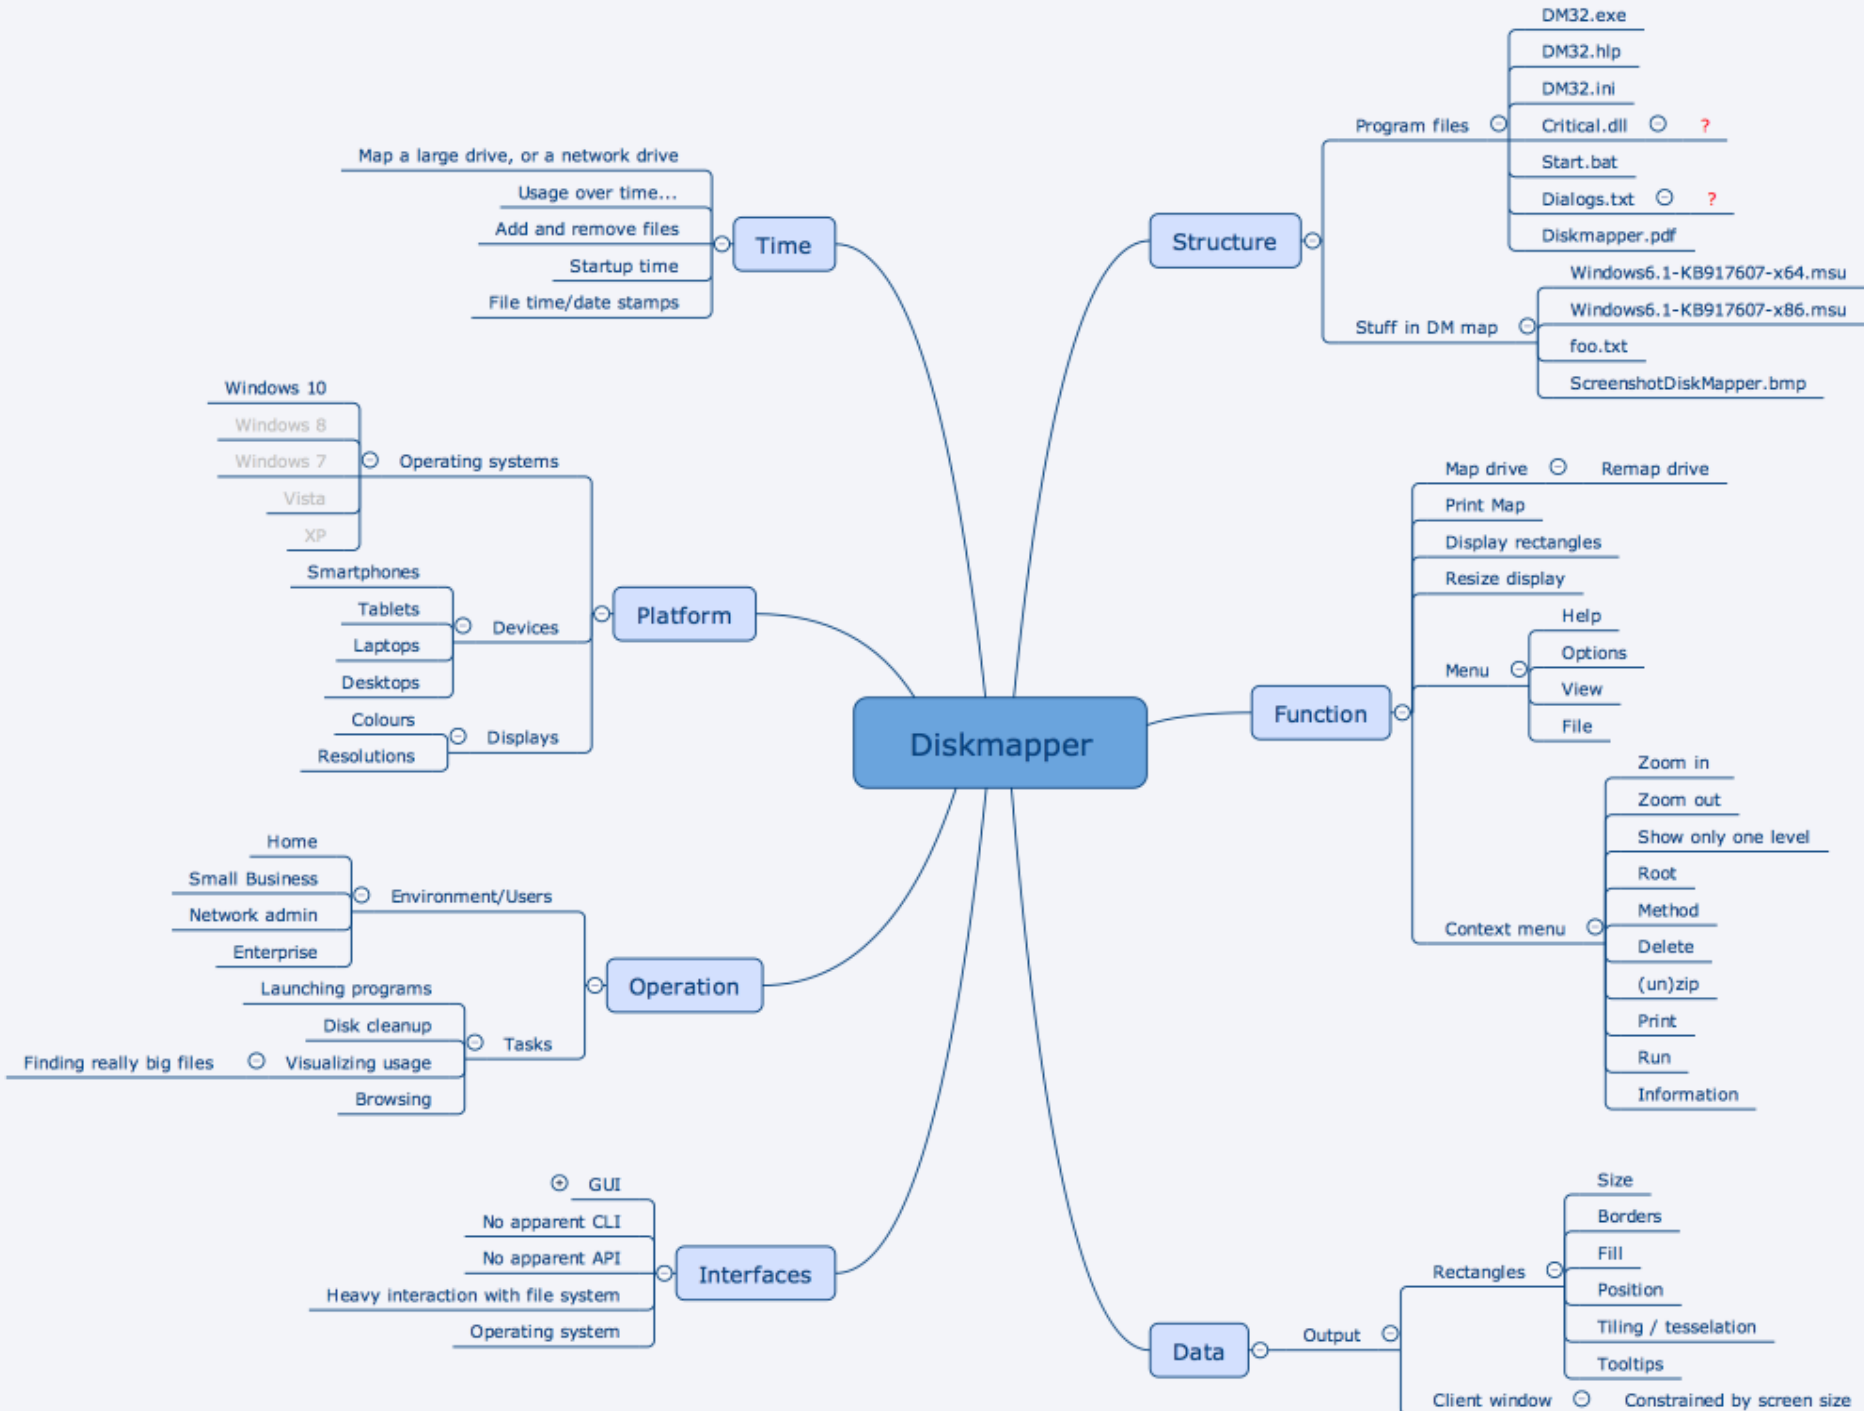 Diskmapper
Structure
Program files
DM32.exe
DM32.hlp
DM32.ini
Critical.dll ?
Start.bat
Dialogs.txt ?
Diskmapper.pdf
Stuff in DM map
Windows6.1-KB917607-x64.msu
Windows6.1-KB917607-x86.msu
foo.txt
ScreenshotDiskMapper.bmp
Function
Map drive Remap drive
Print Map
Display rectangles
Resize display
Menu
Help
Options
View
File
Context menu
Zoom in
Zoom out
Show only one level
Root
Method
Delete
(un)zip
Print
Run
Information
Data
Output
Rectangles
Size
Borders
Fill
Position
Tiling / tesselation
Tooltips
Client window Constrained by screen size
Time
Map a large drive, or a network drive
Usage over time...
Add and remove files
Startup time
File time/date stamps
Platform
Operating systems
Windows 10
Windows 8
Windows 7
Vista
XP
Devices
Smartphones
Tablets
Laptops
Desktops
Displays
Colours
Resolutions
Operation
Environment/Users
Home
Small Business
Network admin
Enterprise
Tasks
Launching programs
Disk cleanup
Finding really big files Visualizing usage
Browsing
Interfaces
GUI
No apparent CLI
No apparent API
Heavy interaction with file system
Operating system